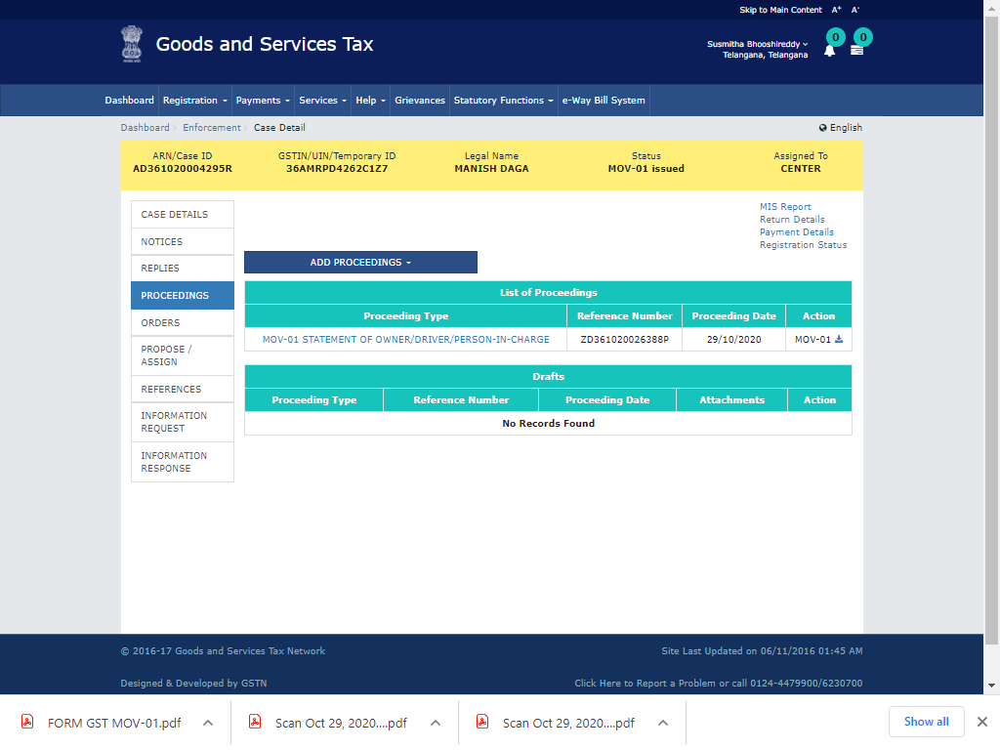 Skip to Main Content A+ A-
Goods and Services Tax
Susmitha Bhooshireddy
Telangana, Telangana
0 0
Dashboard Registration Payments Services Help Grievances Statutory Functions e-Way Bill System
Dashboard Enforcement Case Detail
English
ARN/Case ID GSTIN/UIN/Temporary ID Legal Name Status Assigned To
AD361020004295R 36AMRPD4262C1Z7 MANISH DAGA MOV-01 issued CENTER
CASE DETAILS
NOTICES
REPLIES
PROCEEDINGS
ORDERS
PROPOSE /
ASSIGN
REFERENCES
INFORMATION
REQUEST
INFORMATION
RESPONSE
MIS Report
Return Details
Payment Details
Registration Status
ADD PROCEEDINGS
List of Proceedings
Proceeding Type Reference Number Proceeding Date Action
MOV-01 STATEMENT OF OWNER/DRIVER/PERSON-IN-CHARGE ZD361020026388P 29/10/2020 MOV-01
Drafts
Proceeding Type Reference Number Proceeding Date Attachments Action
No Records Found
© 2016-17 Goods and Services Tax Network Site Last Updated on 06/11/2016 01:45 AM
Designed & Developed by GSTN Click Here to Report a Problem or call 0124-4479900/6230700
FORM GST MOV-01.pdf Scan Oct 29, 2020....pdf Scan Oct 29, 2020....pdf Show all